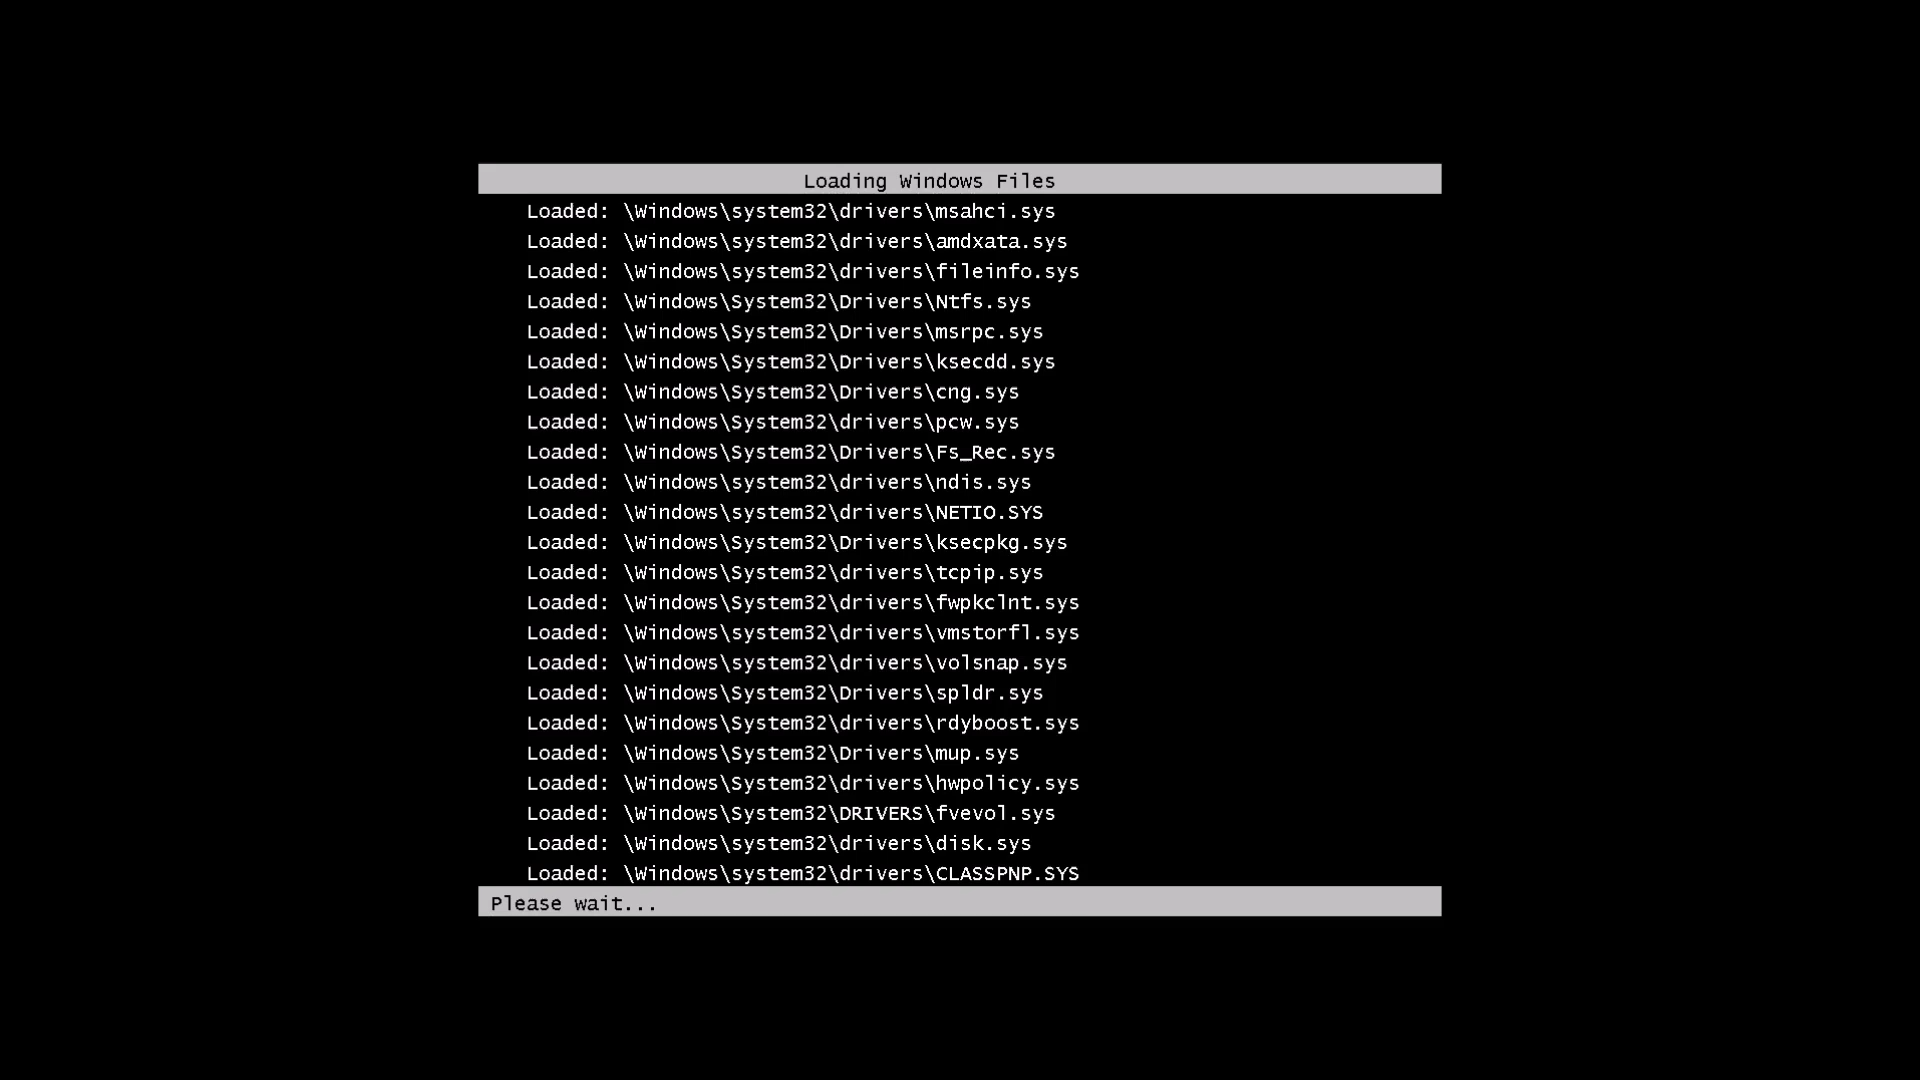 Loading Windows Files
Loaded: \Windows\system32\drivers\msahci.sys
Loaded: \Windows\system32\drivers\amdxata.sys
Loaded: \Windows\system32\drivers\fileinfo.sys
Loaded: \Windows\System32\Drivers\Ntfs.sys
Loaded: \Windows\System32\Drivers\msrpc.sys
Loaded: \Windows\System32\Drivers\ksecdd.sys
Loaded: \Windows\System32\Drivers\cng.sys
Loaded: \Windows\System32\drivers\pcw.sys
Loaded: \Windows\System32\Drivers\Fs_Rec.sys
Loaded: \Windows\system32\drivers\ndis.sys
Loaded: \Windows\system32\drivers\NETIO.SYS
Loaded: \Windows\System32\Drivers\ksecpkg.sys
Loaded: \Windows\System32\drivers\tcpip.sys
Loaded: \Windows\System32\drivers\fwpkclnt.sys
Loaded: \Windows\system32\drivers\vmstorfl.sys
Loaded: \Windows\system32\drivers\volsnap.sys
Loaded: \Windows\System32\Drivers\spldr.sys
Loaded: \Windows\System32\drivers\rdyboost.sys
Loaded: \Windows\System32\Drivers\mup.sys
Loaded: \Windows\System32\drivers\hwpolicy.sys
Loaded: \Windows\System32\DRIVERS\fvevol.sys
Loaded: \Windows\system32\drivers\disk.sys
Loaded: \Windows\system32\drivers\CLASSPNP.SYS
Please wait...